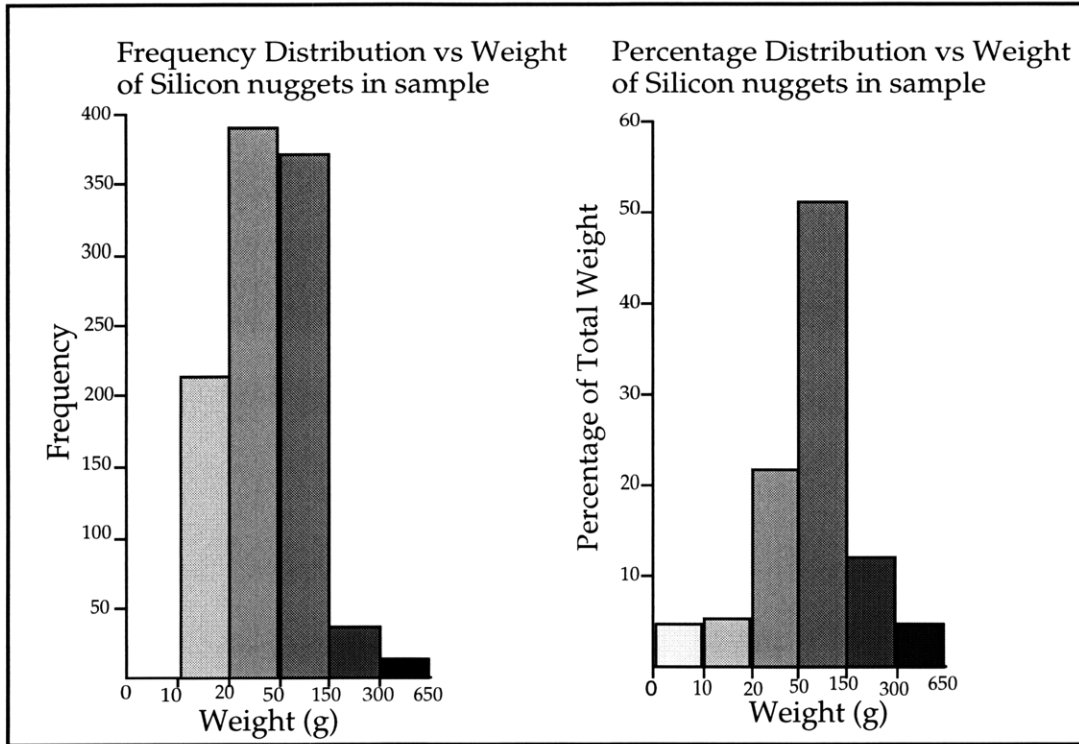 Frequency Distribution vs Weight
of Silicon nuggets in sample
400
350
300
250
200
150
100
50
Frequency
0 10 20 50 150 300 650
Weight (g)
Percentage Distribution vs Weight
of Silicon nuggets in sample
60
50
40
30
20
10
Percentage of Total Weight
0 10 20 50 150 300 650
Weight (g)